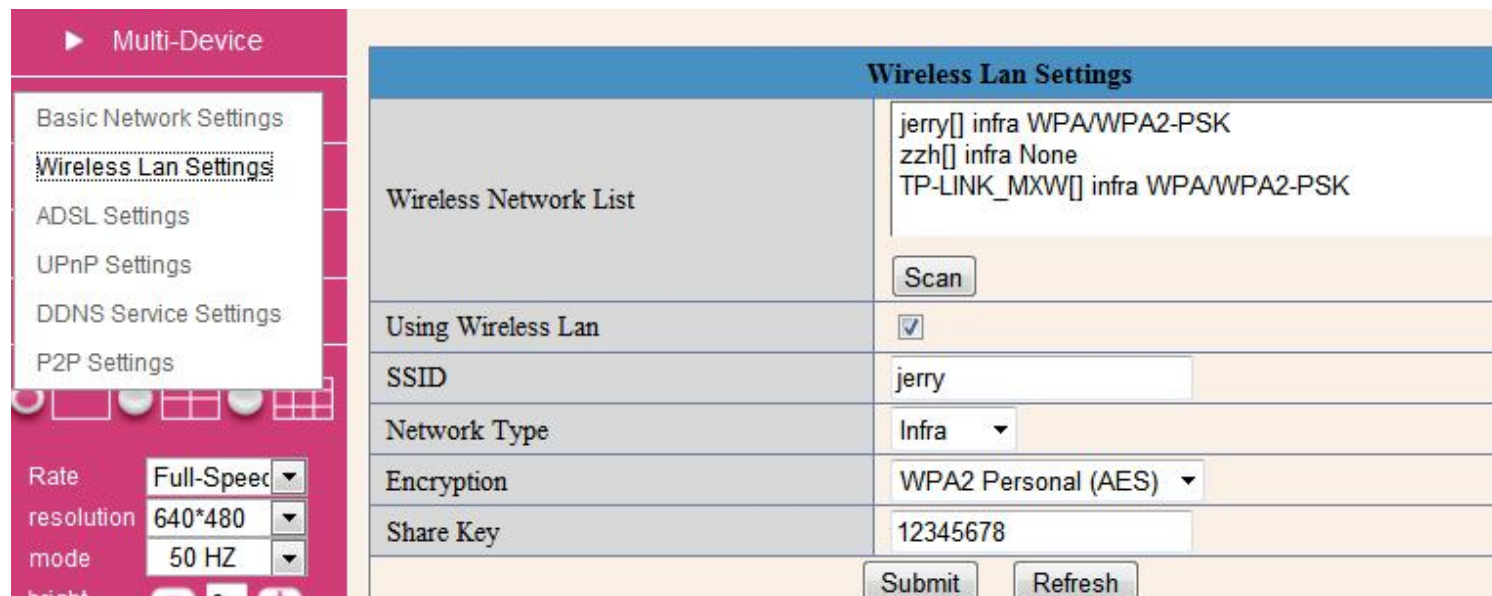 Multi-Device
Basic Network Settings
Wireless Lan Settings
ADSL Settings
UPnP Settings
DDNS Service Settings
P2P Settings
Rate Full-Speed
resolution 640*480
mode 50 HZ
Wireless Lan Settings
Wireless Network List
jerry[] infra WPA/WPA2-PSK
zzh[] infra None
TP-LINK_MXW[] infra WPA/WPA2-PSK
Scan
Using Wireless Lan
SSID jerry
Network Type Infra
Encryption WPA2 Personal (AES)
Share Key 12345678
Submit Refresh